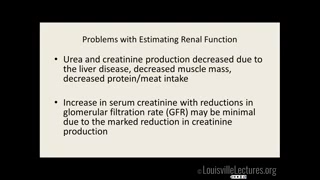 Problems with Estimating Renal Function
• Urea and creatinine production decreased due to
the liver disease, decreased muscle mass,
decreased protein/meat intake
• Increase in serum creatinine with reductions in
glomerular filtration rate (GFR) may be minimal
due to the marked reduction in creatinine
production
LouisvilleLectures.org